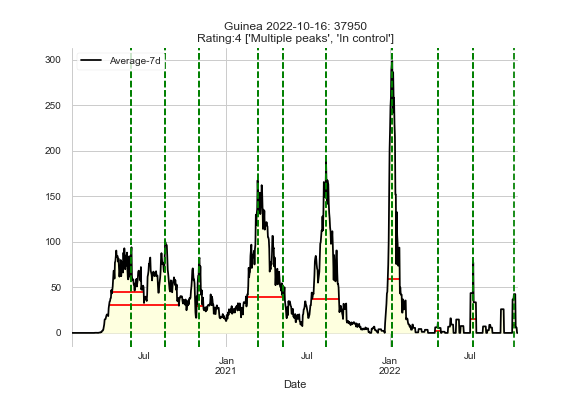 Guinea 2022-10-16: 37950
Rating:4 ['Multiple peaks', 'In control']
Average-7d
300
250
200
150
100
50
0
Jul
Jan
2021
Jul
Jan
2022
Jul
Date